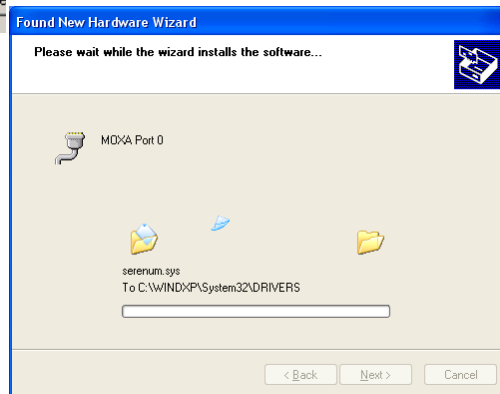 Found New Hardware Wizard
Please wait while the wizard installs the software...
MOXA Port 0
serenum.sys
To C:\WINDXP\System32\DRIVERS
< Back
Next >
Cancel